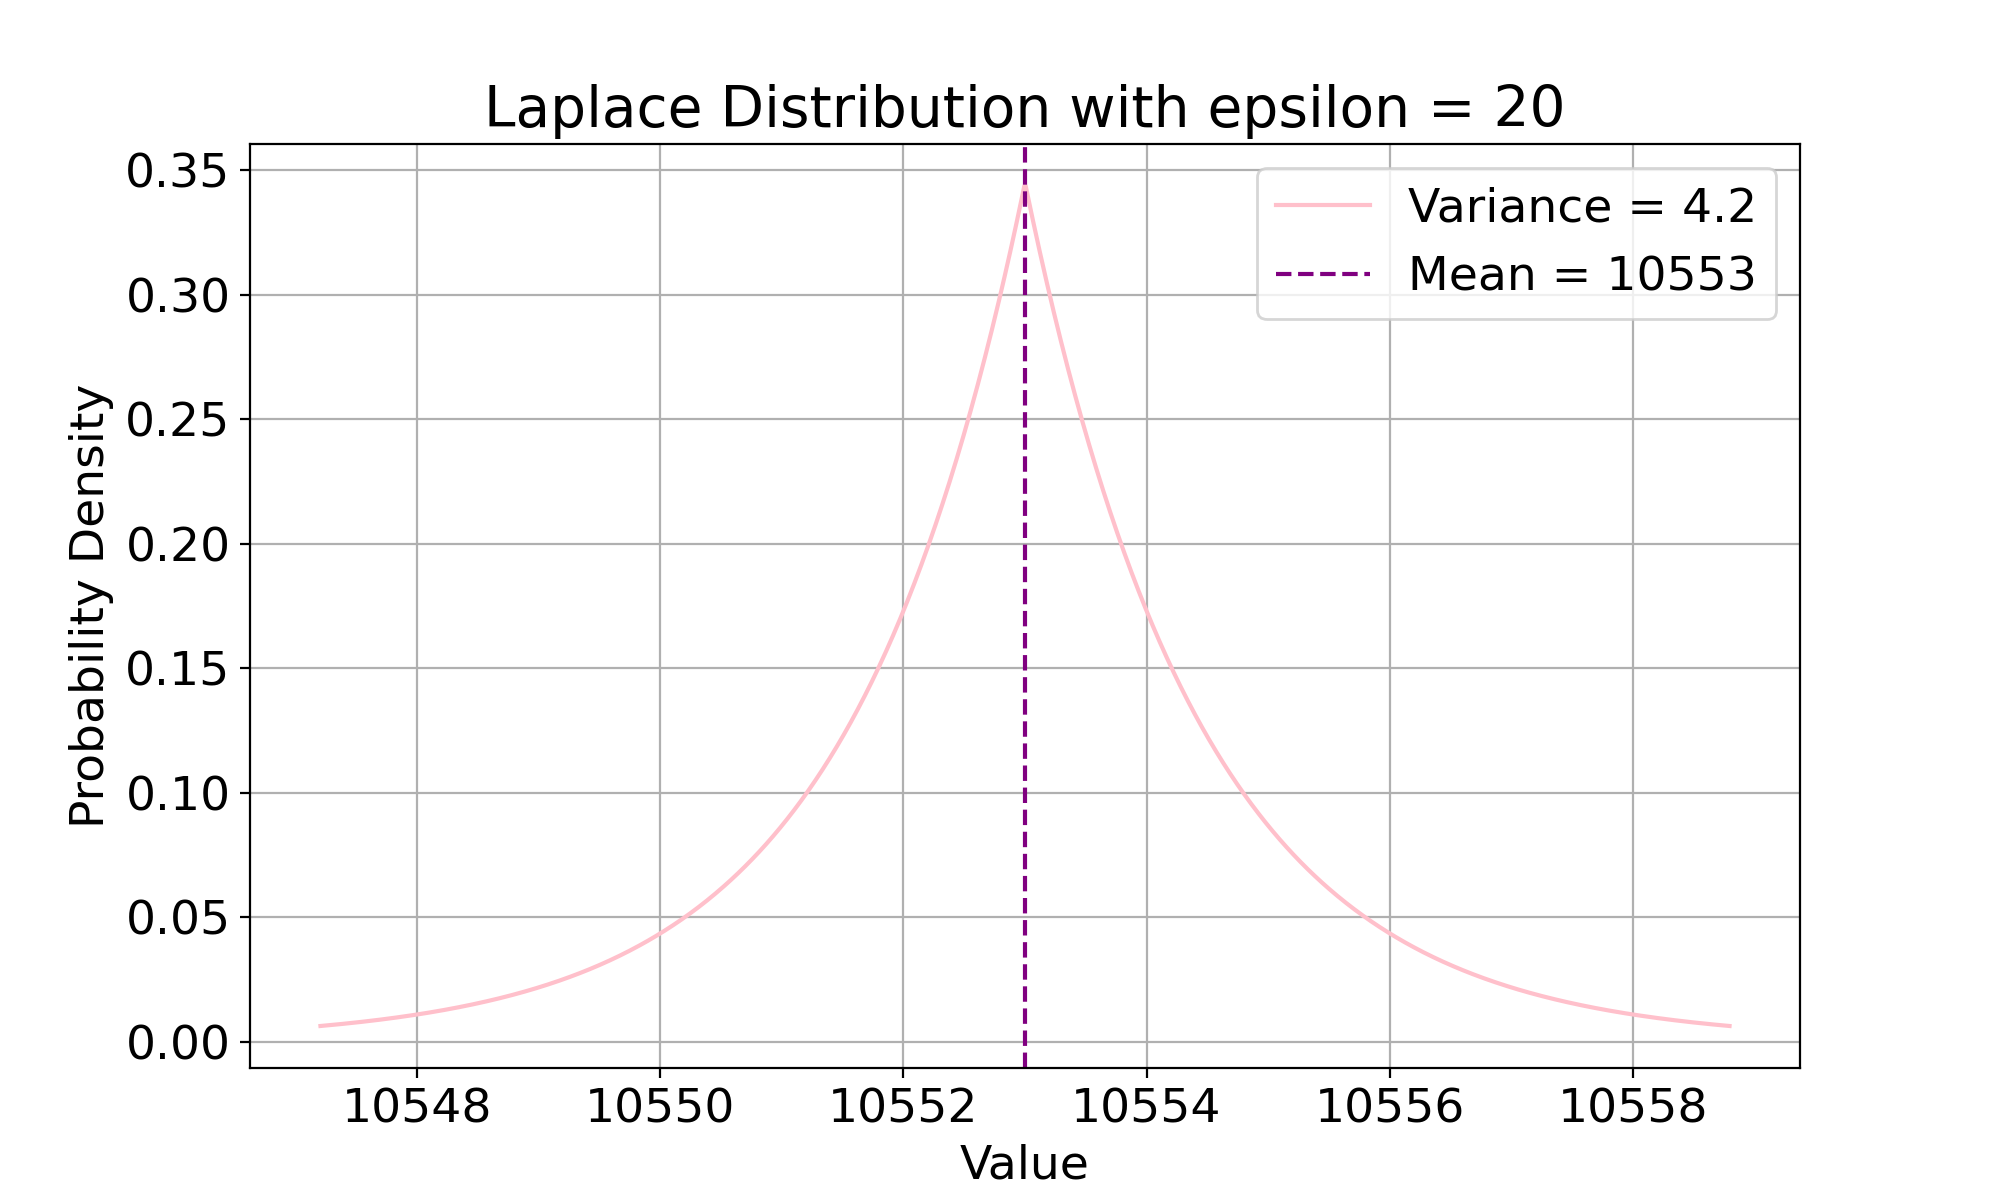 Laplace Distribution with epsilon = 20
0.35
0.30
0.25
0.20
0.15
0.10
0.05
0.00
Probability Density
Variance = 4.2
Mean = 10553
10548
10550
10552
10554
10556
10558
Value